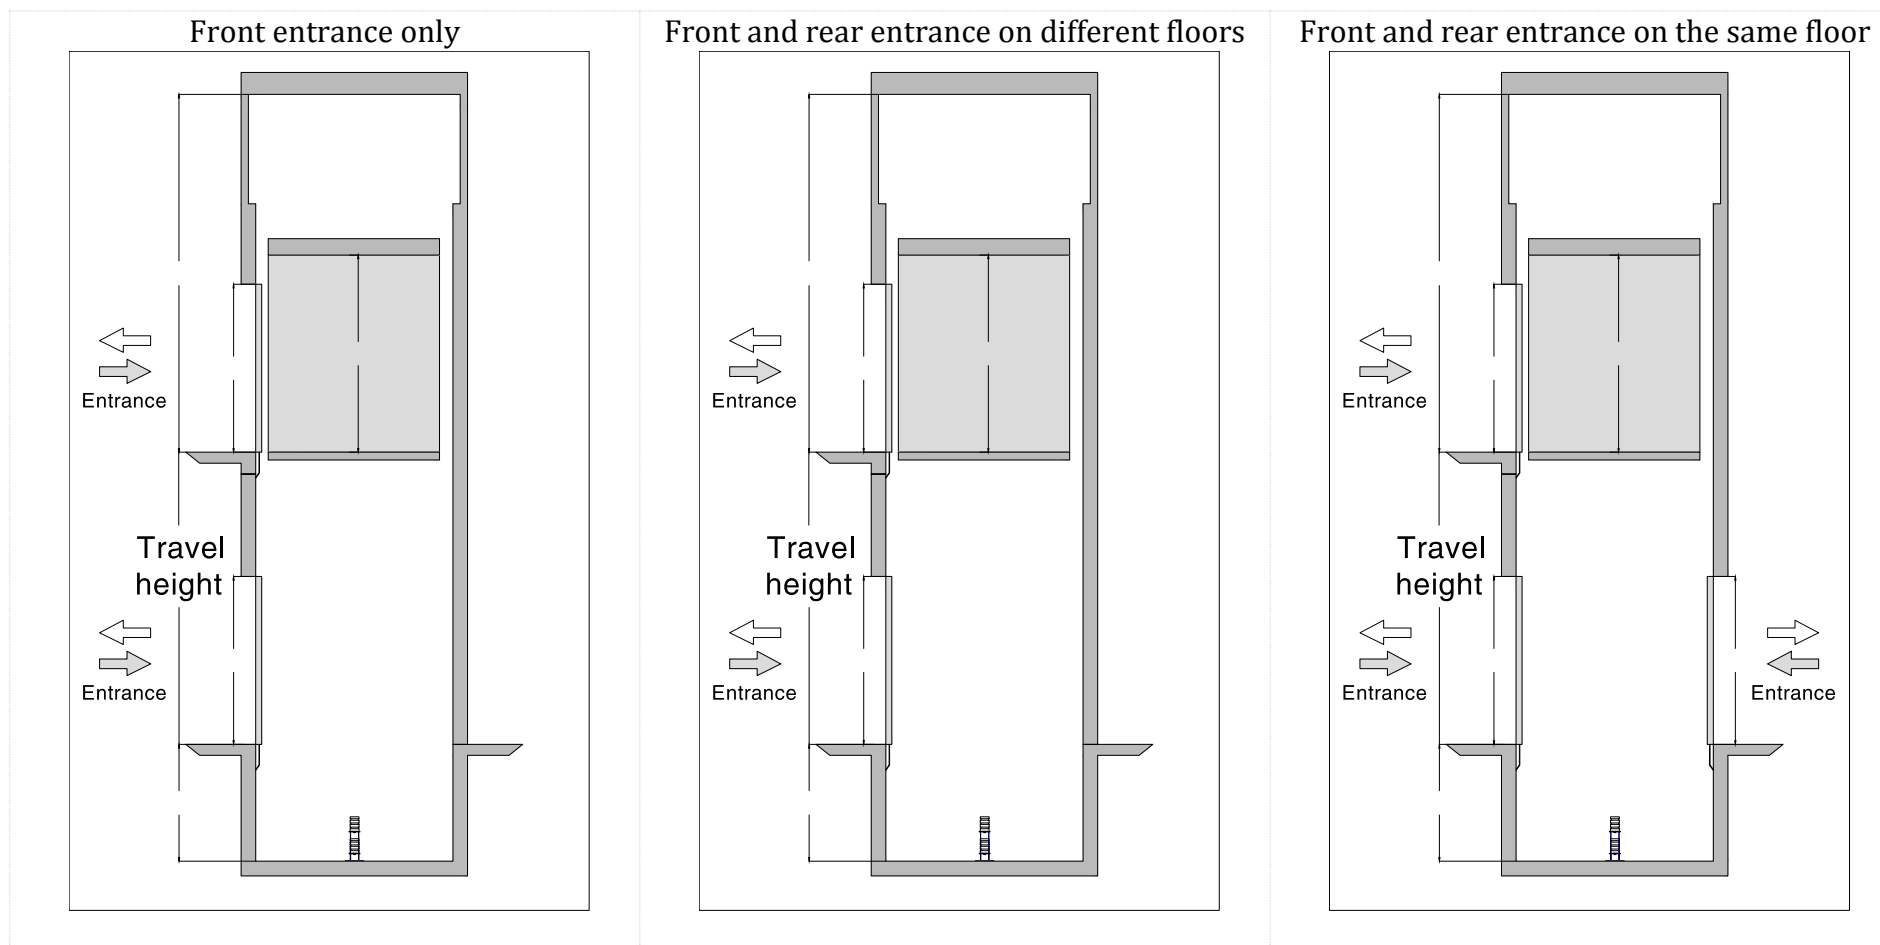 Front entrance only
Front and rear entrance on different floors
Front and rear entrance on the same floor
Entrance
Travel
height
Entrance
Entrance
Travel
height
Entrance
Entrance
Travel
height
Entrance
Entrance